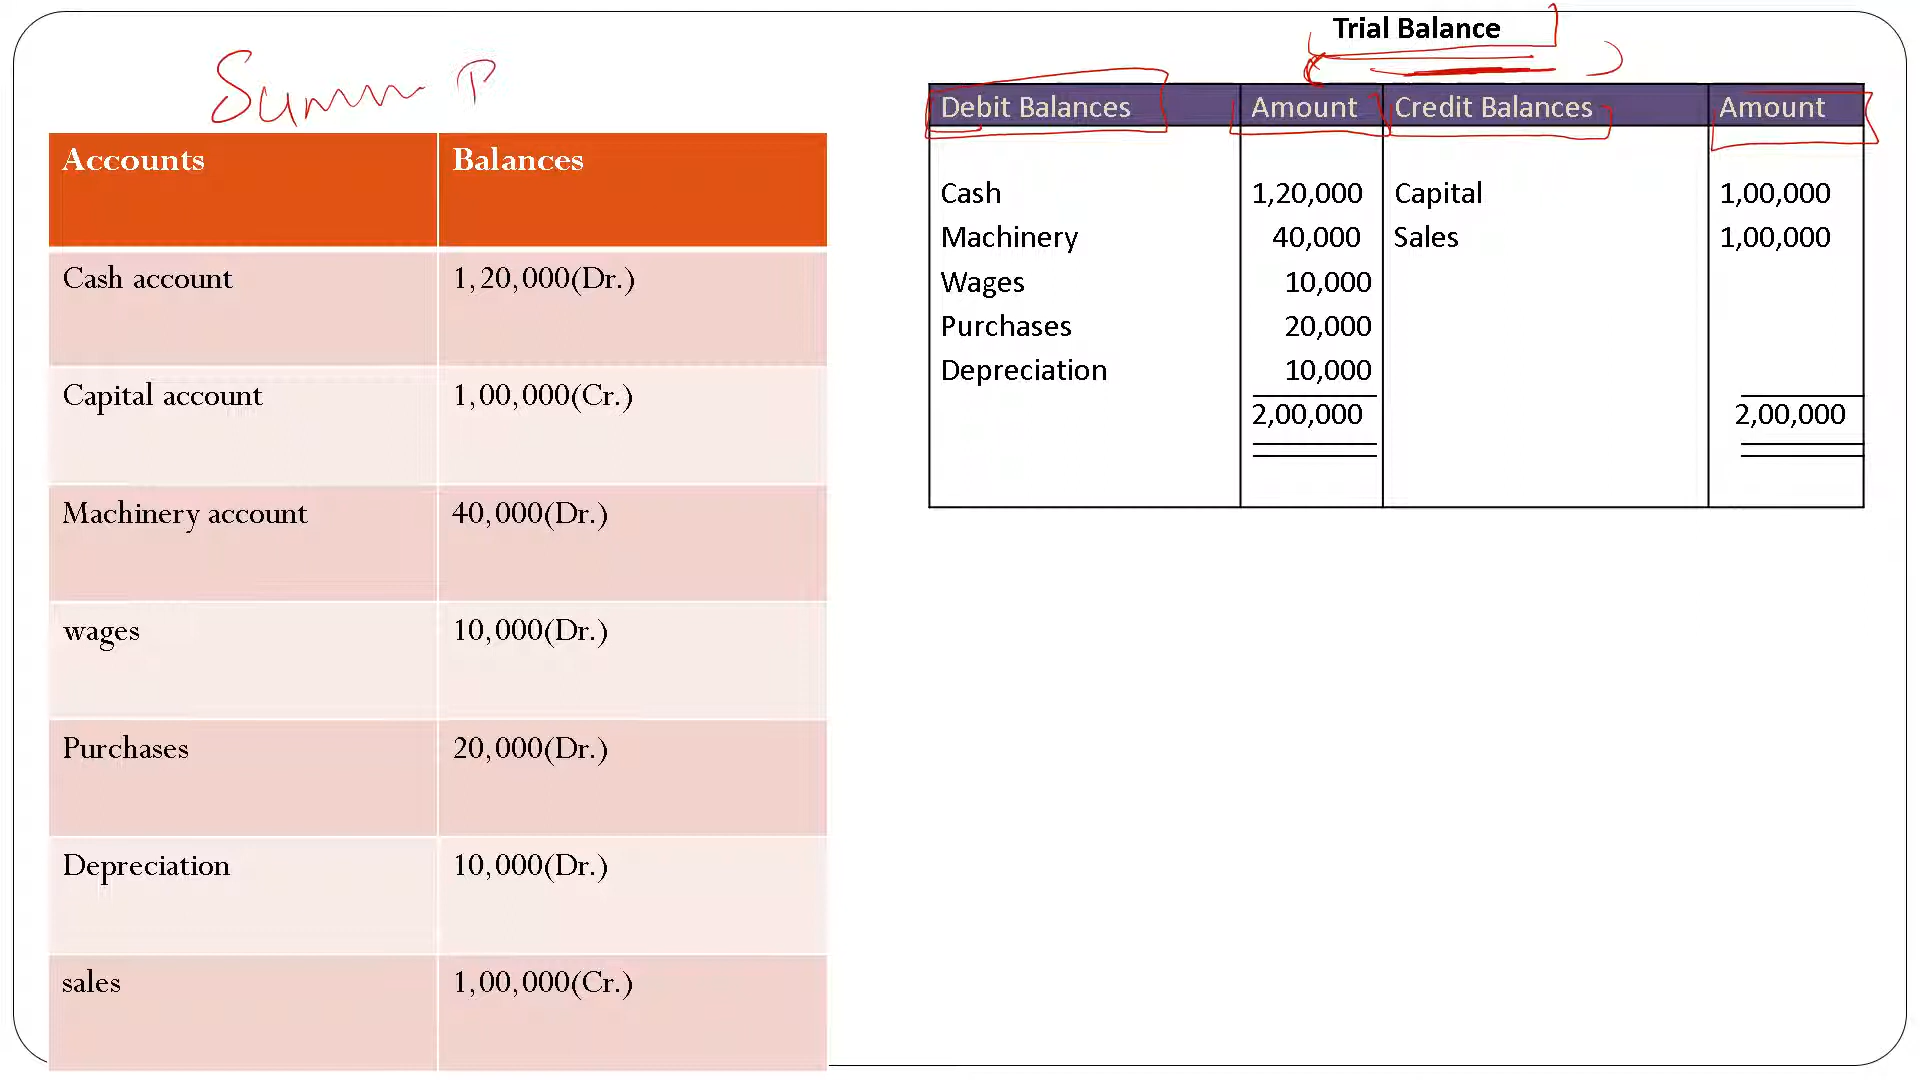 Summ P
Accounts Balances
Cash account 1,20,000(Dr.)
Capital account 1,00,000(Cr.)
Machinery account 40,000(Dr.)
wages 10,000(Dr.)
Purchases 20,000(Dr.)
Depreciation 10,000(Dr.)
sales 1,00,000(Cr.)
Trial Balance
Debit Balances Amount Credit Balances Amount
Cash 1,20,000 Capital 1,00,000
Machinery 40,000 Sales 1,00,000
Wages 10,000
Purchases 20,000
Depreciation 10,000
2,00,000 2,00,000